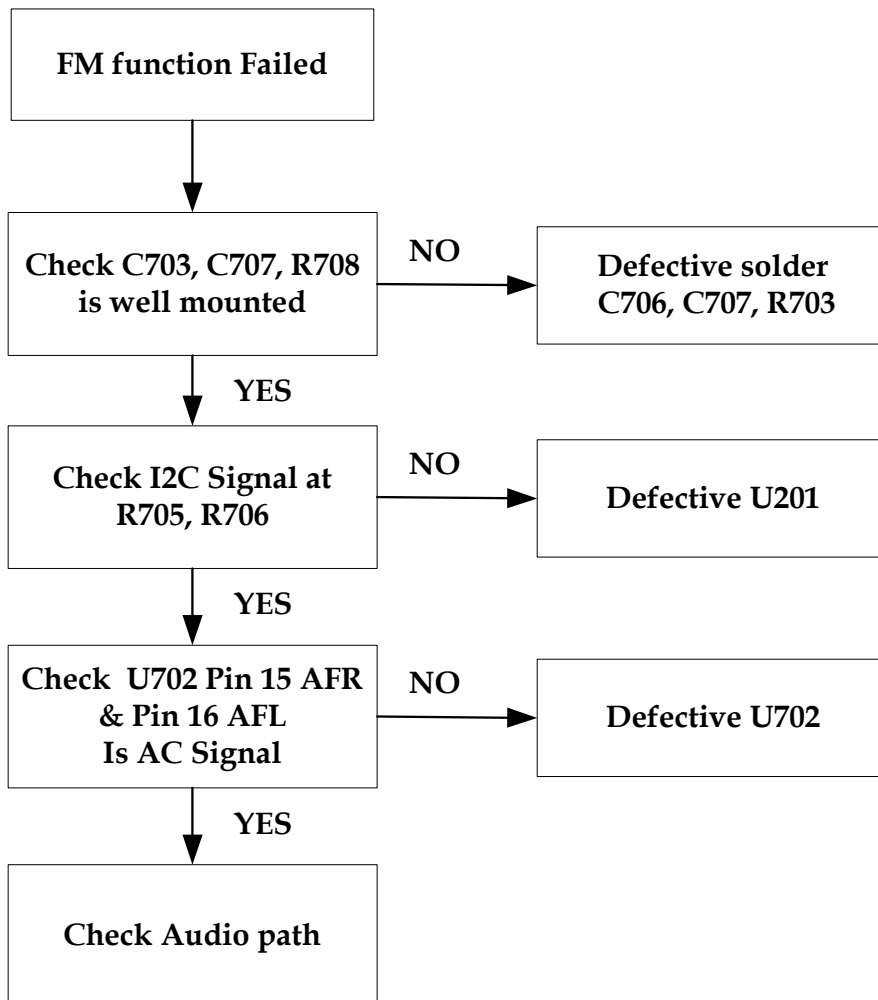 FM function Failed
Check C703, C707, R708
is well mounted
NO
Defective solder
C706, C707, R703
YES
Check I2C Signal at
R705, R706
NO
Defective U201
YES
Check U702 Pin 15 AFR
& Pin 16 AFL
Is AC Signal
NO
Defective U702
YES
Check Audio path